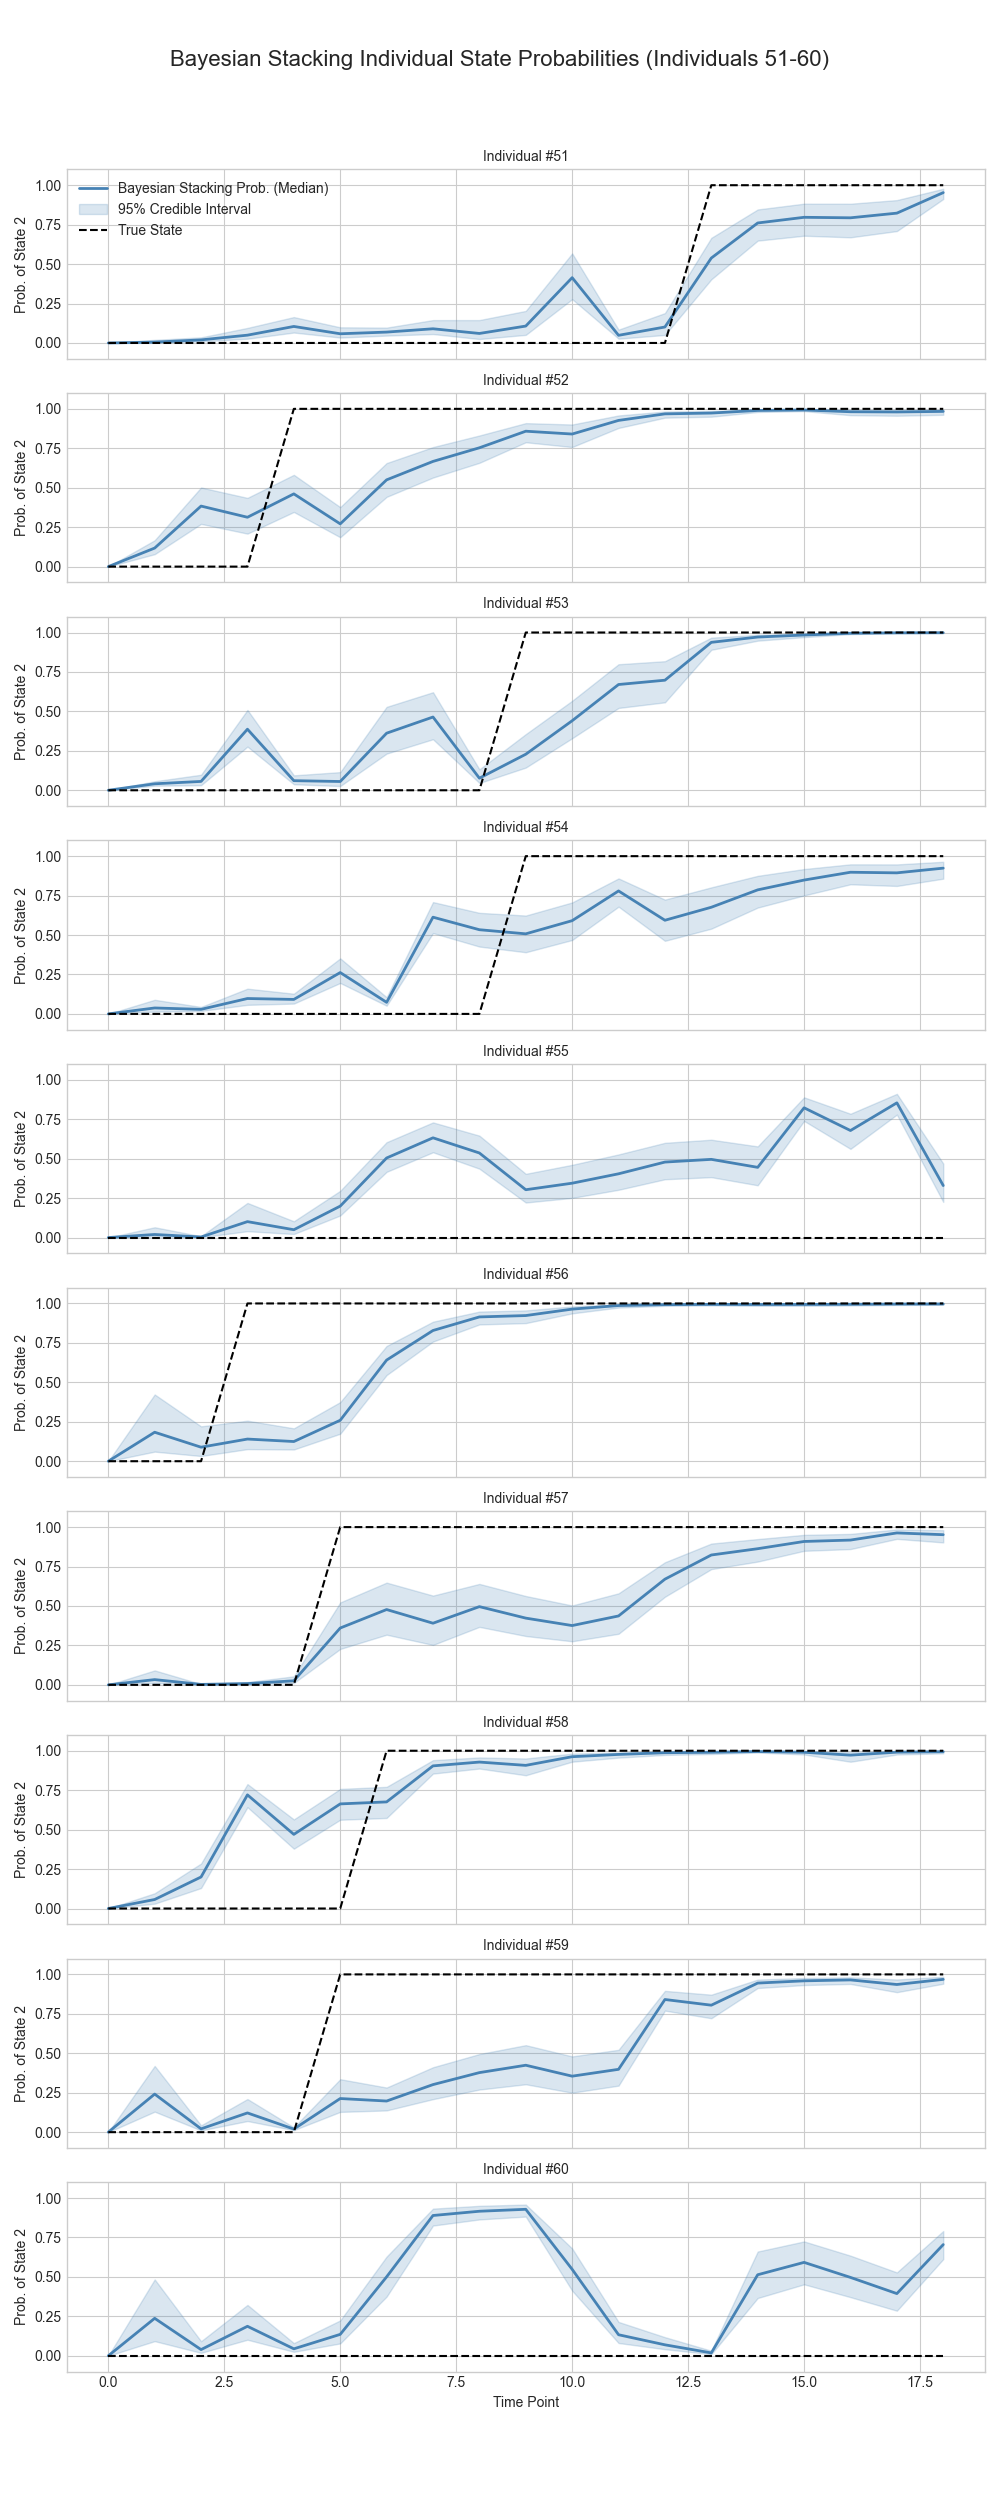 Bayesian Stacking Individual State Probabilities (Individuals 51-60)
Individual #51
Bayesian Stacking Prob. (Median)
95% Credible Interval
True State
1.00
0.75
0.50
0.25
0.00
Prob. of State 2
Individual #52
1.00
0.75
0.50
0.25
0.00
Prob. of State 2
Individual #53
1.00
0.75
0.50
0.25
0.00
Prob. of State 2
Individual #54
1.00
0.75
0.50
0.25
0.00
Prob. of State 2
Individual #55
1.00
0.75
0.50
0.25
0.00
Prob. of State 2
Individual #56
1.00
0.75
0.50
0.25
0.00
Prob. of State 2
Individual #57
1.00
0.75
0.50
0.25
0.00
Prob. of State 2
Individual #58
1.00
0.75
0.50
0.25
0.00
Prob. of State 2
Individual #59
1.00
0.75
0.50
0.25
0.00
Prob. of State 2
Individual #60
1.00
0.75
0.50
0.25
0.00
Prob. of State 2
0.0 2.5 5.0 7.5 10.0 12.5 15.0 17.5
Time Point